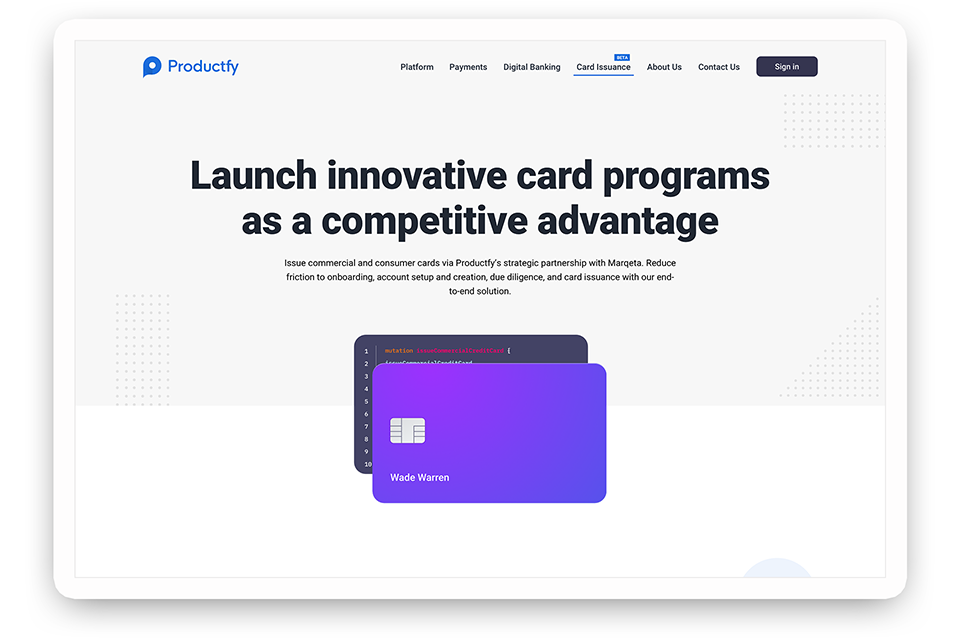 Productfy
Platform Payments Digital Banking Card Issuance About Us Contact Us Sign in
BETA
Launch innovative card programs
as a competitive advantage
Issue commercial and consumer cards via Productfy's strategic partnership with Marqeta. Reduce
friction to onboarding, account setup and creation, due diligence, and card issuance with our end-
to-end solution.
1 mutation issueCommercialCreditCard {
2 issueCommercialCreditCard
3
4
5
6
7
8
9
10
Wade Warren